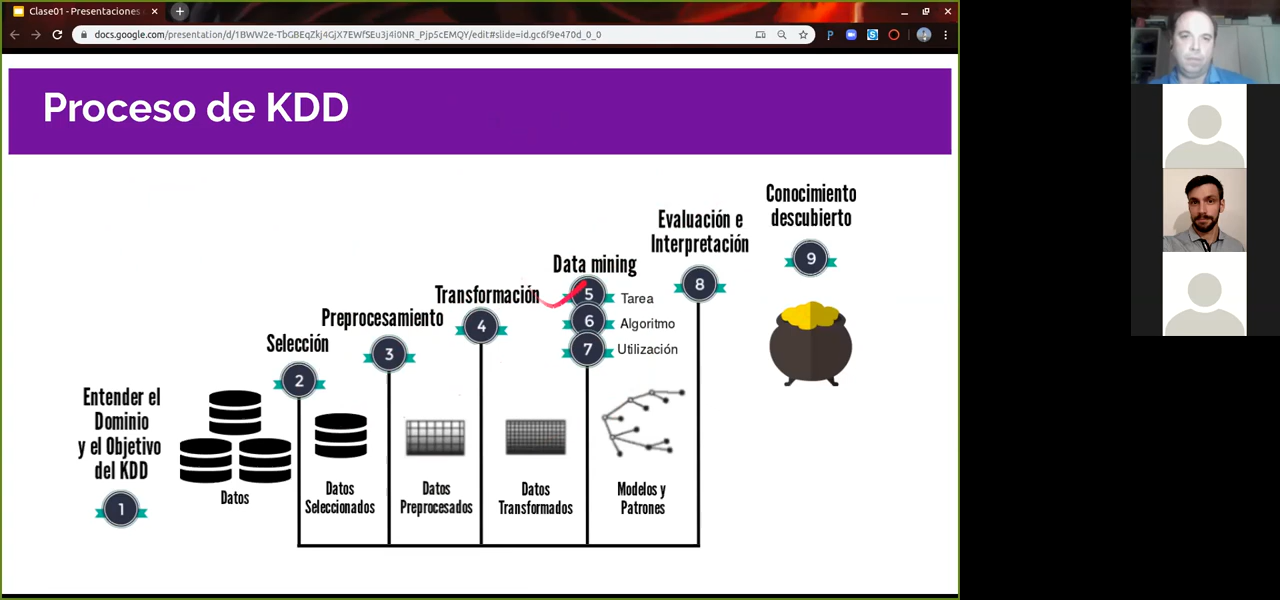 Clase01 - Presentaciones
docs.google.com/presentation/d/1BWW2e-TbGBEqZkj4GjX7EWfSEu3j4i0NR_Pjp5cEMQY/edit#slide=id.gc6f9e470d_0_0
Proceso de KDD
Conocimiento
descubierto
9
Evaluación e
Interpretación
8
Data mining
5 Tarea
6 Algoritmo
7 Utilización
Transformación
4
Preprocesamiento
3
Selección
2
Entender el
Dominio
y el Objetivo
del KDD
1
Datos
Datos
Seleccionados
Datos
Preprocesados
Datos
Transformados
Modelos y
Patrones